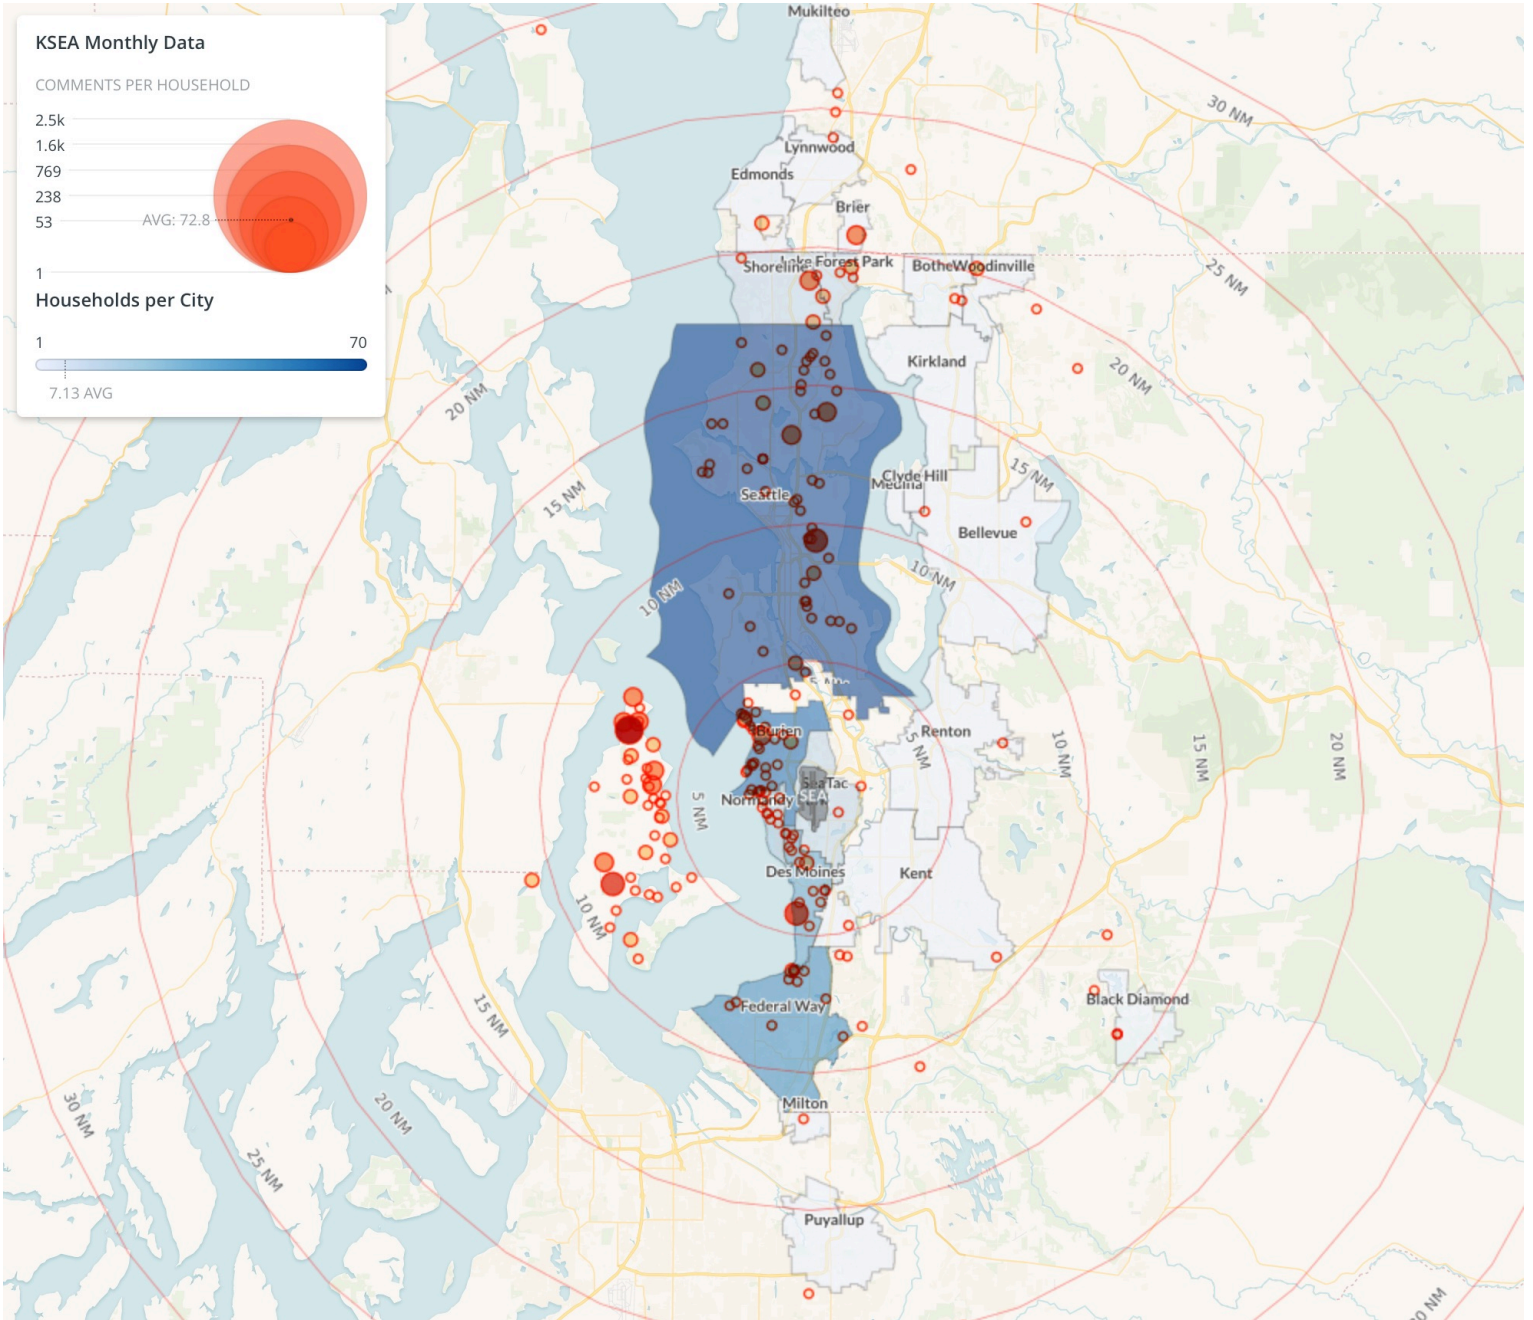 KSEA Monthly Data
COMMENTS PER HOUSEHOLD
2.5k
1.6k
769
238
53
AVG: 72.8
1
Households per City
1 70
7.13 AVG
Mukilteo
30 NM
Lynnwood
Edmonds
Brier
Shoreline
Lake Forest Park
Bothe
Woodinville
25 NM
Kirkland
20 NM
20 NM
15 NM
Clyde Hill
Medina
15 NM
Seattle
Bellevue
10 NM
10 NM
Burien
Renton
5 NM
10 NM
15 NM
20 NM
SeaTac
SEA
Normandy
5 NM
Des Moines
Kent
10 NM
Black Diamond
Federal Way
15 NM
Milton
20 NM
30 NM
25 NM
Puyallup